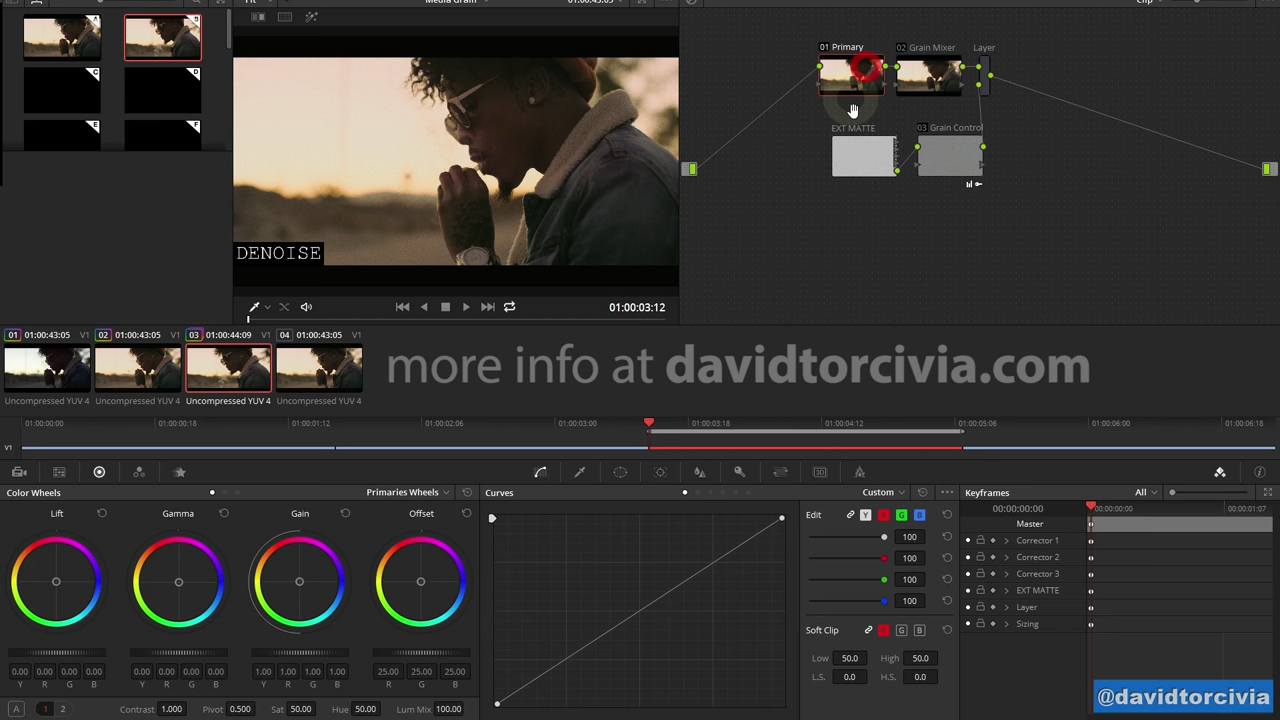 Fit
Media Grain
01:00:43:05
Clip
A
B
C
D
E
F
DENOISE
01:00:03:12
01 Primary
02 Grain Mixer
Layer
EXT MATTE
03 Grain Control
01 01:00:43:05 V1
02 01:00:43:05 V1
03 01:00:44:09 V1
04 01:00:43:05 V1
Uncompressed YUV 4
Uncompressed YUV 4
Uncompressed YUV 4
Uncompressed YUV 4
more info at davidtorcivia.com
01:00:00:00 01:00:00:18 01:00:01:12 01:00:02:06 01:00:03:00 01:00:03:18 01:00:04:12 01:00:05:06 01:00:06:00 01:00:06:18
V1
Color Wheels
Primaries Wheels
Lift
Gamma
Gain
Offset
0.00 0.00 0.00 0.00
Y R G B
0.00 0.00 0.00 0.00
Y R G B
1.00 1.00 1.00 1.00
Y R G B
25.00 25.00 25.00
R G B
A 1 2 Contrast 1.000 Pivot 0.500 Sat 50.00 Hue 50.00 Lum Mix 100.00
Curves
Custom
Edit Y G B
100
100
100
100
Soft Clip G B
Low 50.0 High 50.0
L.S. 0.0 H.S. 0.0
Keyframes
All
00:00:00:00
00:00:00:00 00:00:01:07
Master
Corrector 1
Corrector 2
Corrector 3
EXT MATTE
Layer
Sizing
@davidtorcivia